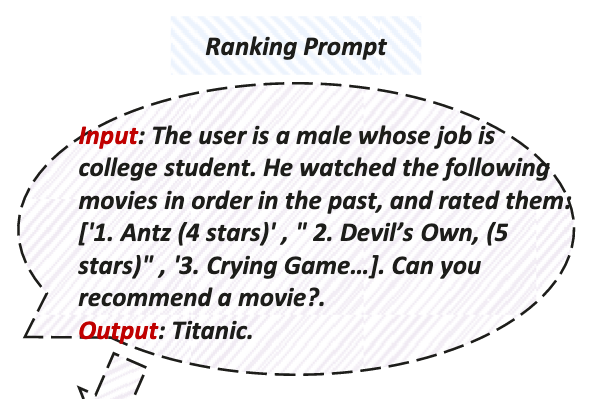 Ranking Prompt
Input: The user is a male whose job is
college student. He watched the following
movies in order in the past, and rated them:
['1. Antz (4 stars)' , " 2. Devil’s Own, (5
stars)" , '3. Crying Game…]. Can you
recommend a movie?.
Output: Titanic.